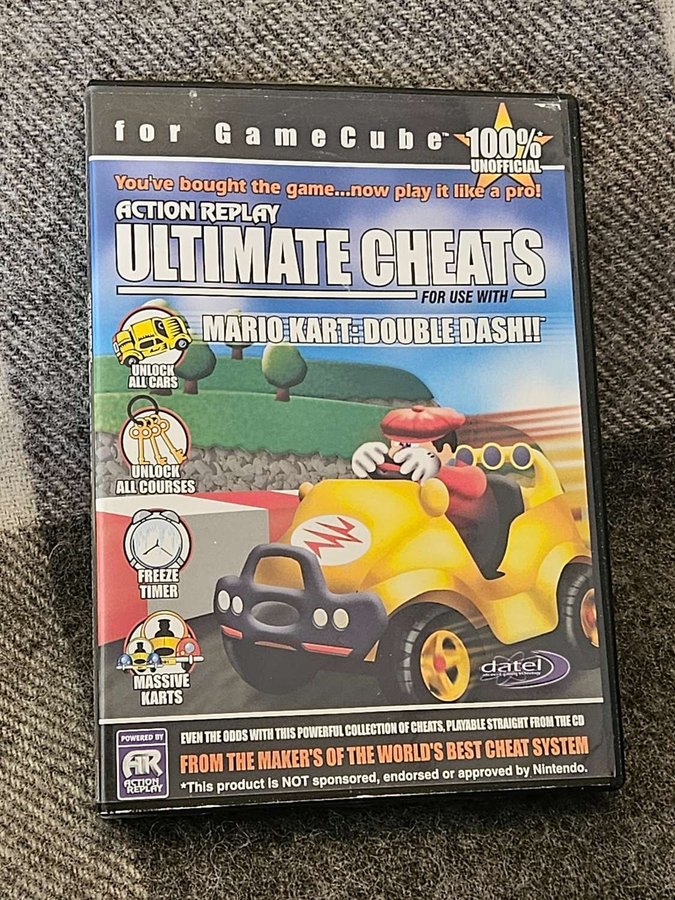 for GameCube™
100%*
UNOFFICIAL
You've bought the game...now play it like a pro!
ACTION REPLAY
ULTIMATE CHEATS
FOR USE WITH
MARIO KART: DOUBLE DASH!!™
UNLOCK
ALL CARS
UNLOCK
ALL COURSES
FREEZE
TIMER
MASSIVE
KARTS
datel
POWERED BY
AR
ACTION
REPLAY
EVEN THE ODDS WITH THIS POWERFUL COLLECTION OF CHEATS, PLAYABLE STRAIGHT FROM THE CD
FROM THE MAKER'S OF THE WORLD'S BEST CHEAT SYSTEM
*This product is NOT sponsored, endorsed or approved by Nintendo.